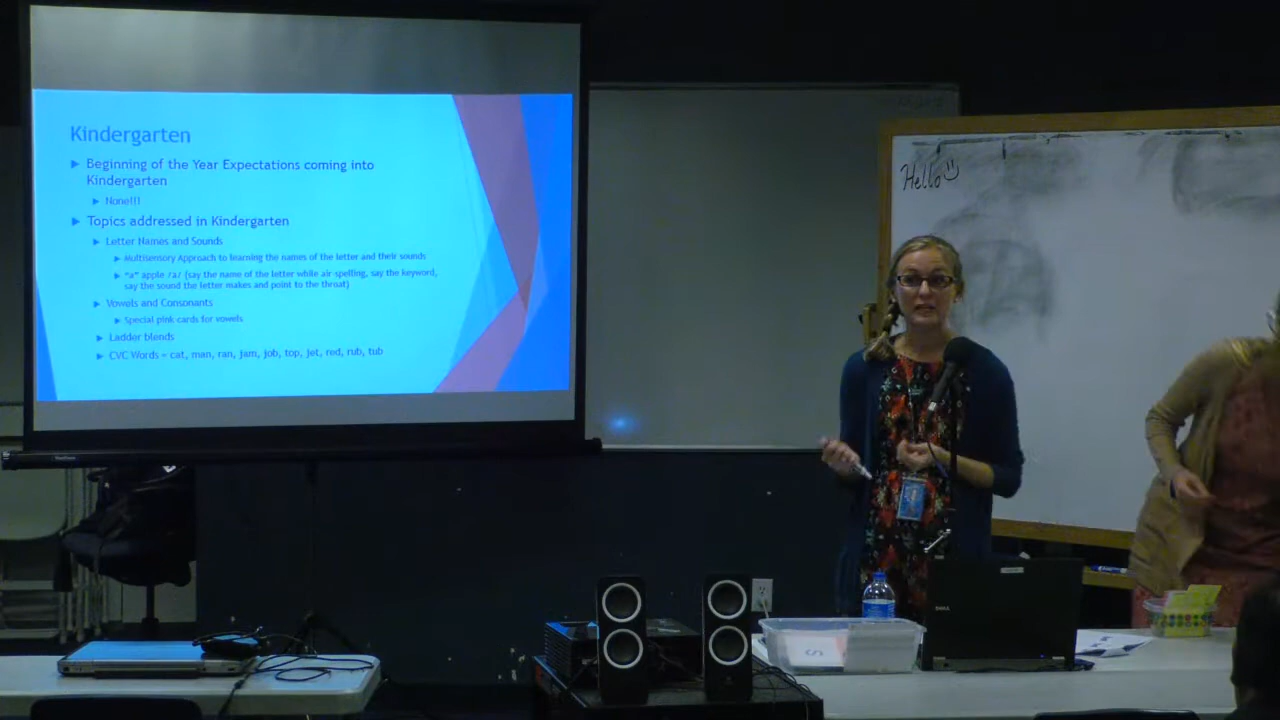 Kindergarten
Beginning of the Year Expectations coming into
Kindergarten
None!!!
Topics addressed in Kindergarten
Letter Names and Sounds
Multisensory Approach to learning the names of the letter and their sounds
"a" apple /a/ (say the name of the letter while air spelling, say the keyword,
say the sound the letter makes and point to the throat)
Vowels and Consonants
Special pink cards for vowels
Ladder blends
CVC Words - cat, man, ran, jam, job, top, jet, red, rub, tub
Hello
DELL
S